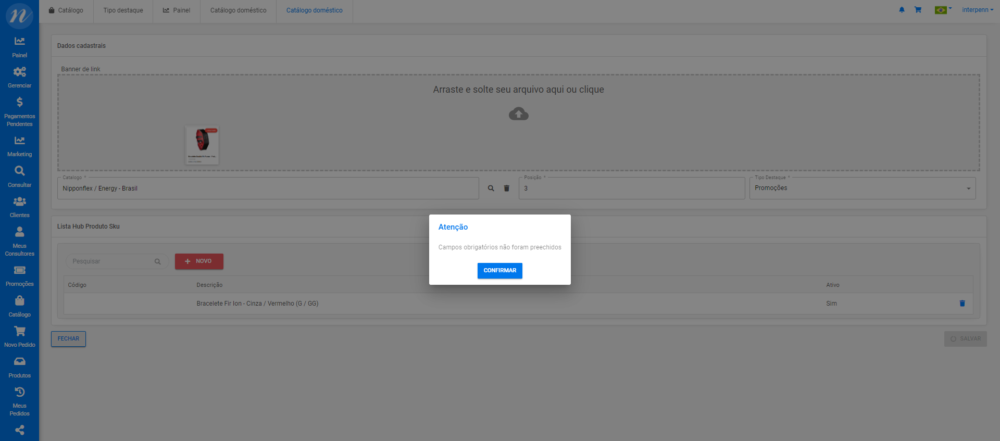 n
Catálogo
Tipo destaque
Painel
Catálogo doméstico
Catálogo doméstico
interpenn
Painel
Gerenciar
Pagamentos
Pendentes
Marketing
Consultar
Clientes
Meus
Consultores
Promoções
Catálogo
Novo Pedido
Produtos
Meus
Pedidos
Dados cadastrais
Banner de link
Arraste e solte seu arquivo aqui ou clique
Catalogo *
Nipponflex / Energy - Brasil
Posição *
3
Tipo Destaque *
Promoções
Lista Hub Produto Sku
Pesquisar
NOVO
Código
Descrição
Ativo
Bracelete Fir Ion - Cinza / Vermelho (G / GG)
Sim
FECHAR
SALVAR
Atenção
Campos obrigatórios não foram preechidos
CONFIRMAR